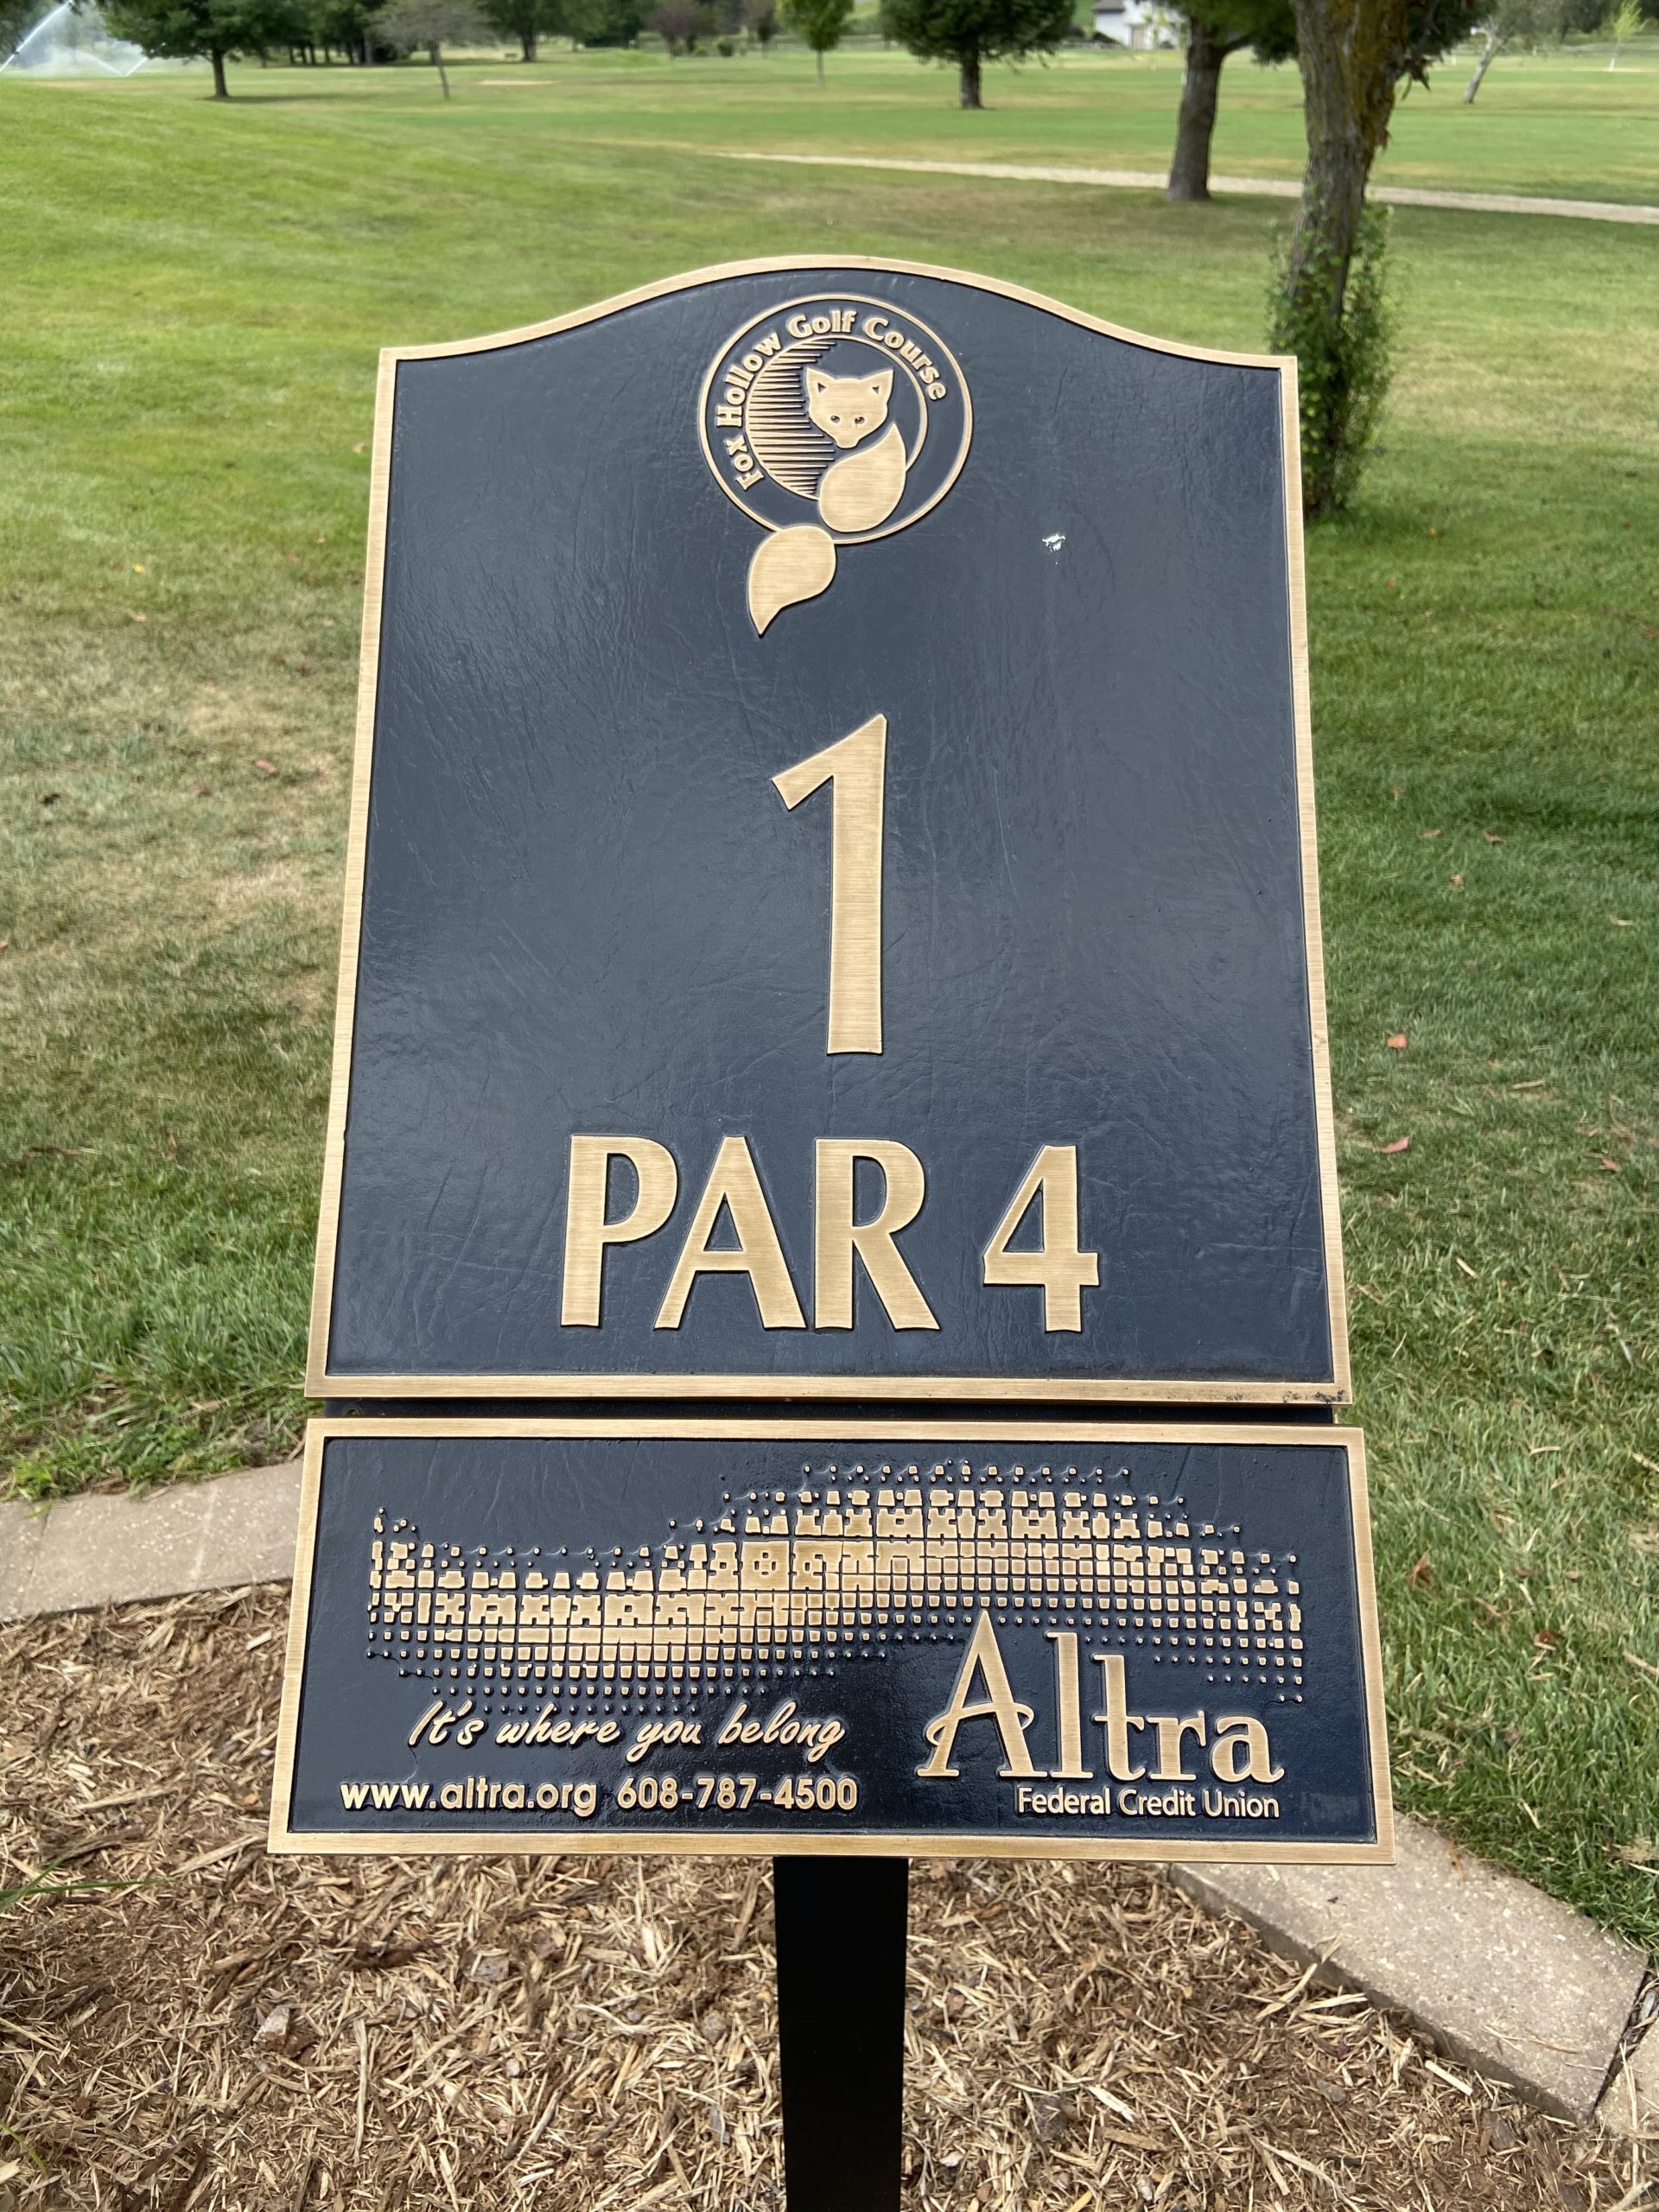 Fox Hollow Golf Course
1
PAR 4
It's where you belong
www.altra.org 608-787-4500
Altra
Federal Credit Union